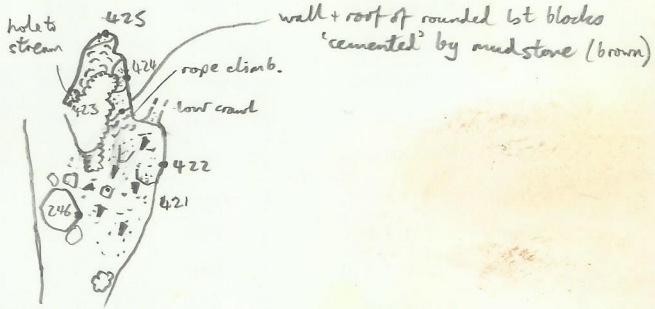 425
wall + roof of rounded lst blocks
'cemented' by mudstone (brown)
hole to
stream
424
rope climb.
423
low crawl
422
421
246